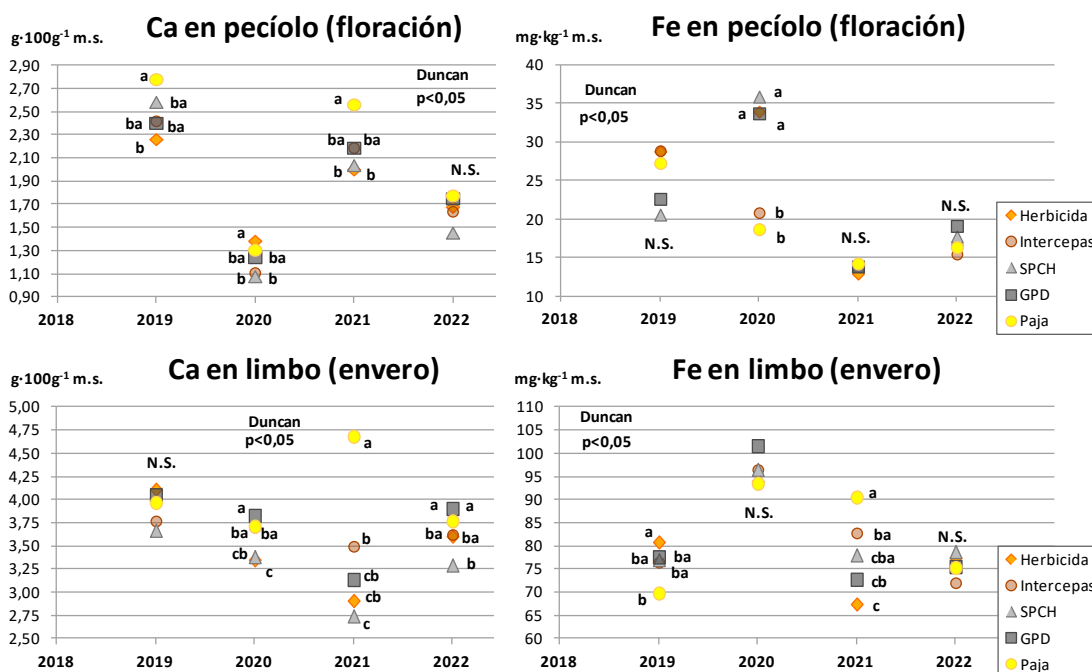 Ca en pecíolo (floración)
g·100g-1 m.s.
2,90
2,70
2,50
2,30
2,10
1,90
1,70
1,50
1,30
1,10
0,90
2018
2019
2020
2021
2022
a
ba
ba
ba
b
a
ba
ba
b
b
Duncan
p<0,05
a
ba
ba
b
b
N.S.
Fe en pecíolo (floración)
mg·kg-1 m.s.
40
35
30
25
20
15
10
2018
2019
2020
2021
2022
Duncan
p<0,05
N.S.
a
a
a
b
b
N.S.
N.S.
Herbicida
Intercepas
SPCH
GPD
Paja
Ca en limbo (envero)
g·100g-1 m.s.
5,00
4,75
4,50
4,25
4,00
3,75
3,50
3,25
3,00
2,75
2,50
2018
2019
2020
2021
2022
N.S.
Duncan
p<0,05
a
ba
ba
cb
c
a
b
cb
cb
c
a
a
ba
ba
b
Fe en limbo (envero)
mg·kg-1 m.s.
110
105
100
95
90
85
80
75
70
65
60
2018
2019
2020
2021
2022
Duncan
p<0,05
a
ba
ba
ba
b
N.S.
a
ba
cba
cb
c
N.S.
Herbicida
Intercepas
SPCH
GPD
Paja